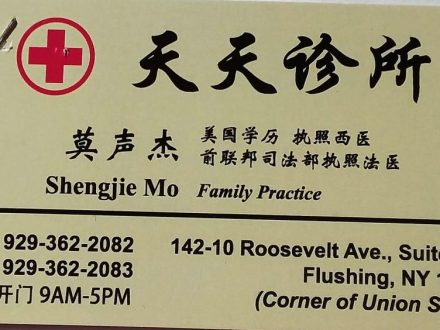 天天诊所
莫声杰 美国学历 执照西医
前联邦司法部执照法医
Shengjie Mo Family Practice
929-362-2082
929-362-2083
开门 9AM-5PM
142-10 Roosevelt Ave., Suite
Flushing, NY 1
(Corner of Union S